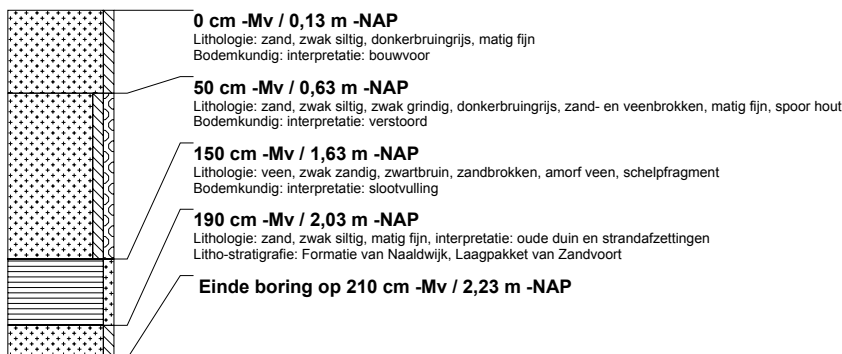 0 cm -Mv / 0,13 m -NAP
Lithologie: zand, zwak siltig, donkerbruingrijs, matig fijn
Bodemkundig: interpretatie: bouwvoor
50 cm -Mv / 0,63 m -NAP
Lithologie: zand, zwak siltig, zwak grindig, donkerbruingrijs, zand- en veenbrokken, matig fijn, spoor hout
Bodemkundig: interpretatie: verstoord
150 cm -Mv / 1,63 m -NAP
Lithologie: veen, zwak zandig, zwartbruin, zandbrokken, amorf veen, schelpfragment
Bodemkundig: interpretatie: slootvulling
190 cm -Mv / 2,03 m -NAP
Lithologie: zand, zwak siltig, matig fijn, interpretatie: oude duin en strandafzettingen
Litho-stratigrafie: Formatie van Naaldwijk, Laagpakket van Zandvoort
Einde boring op 210 cm -Mv / 2,23 m -NAP